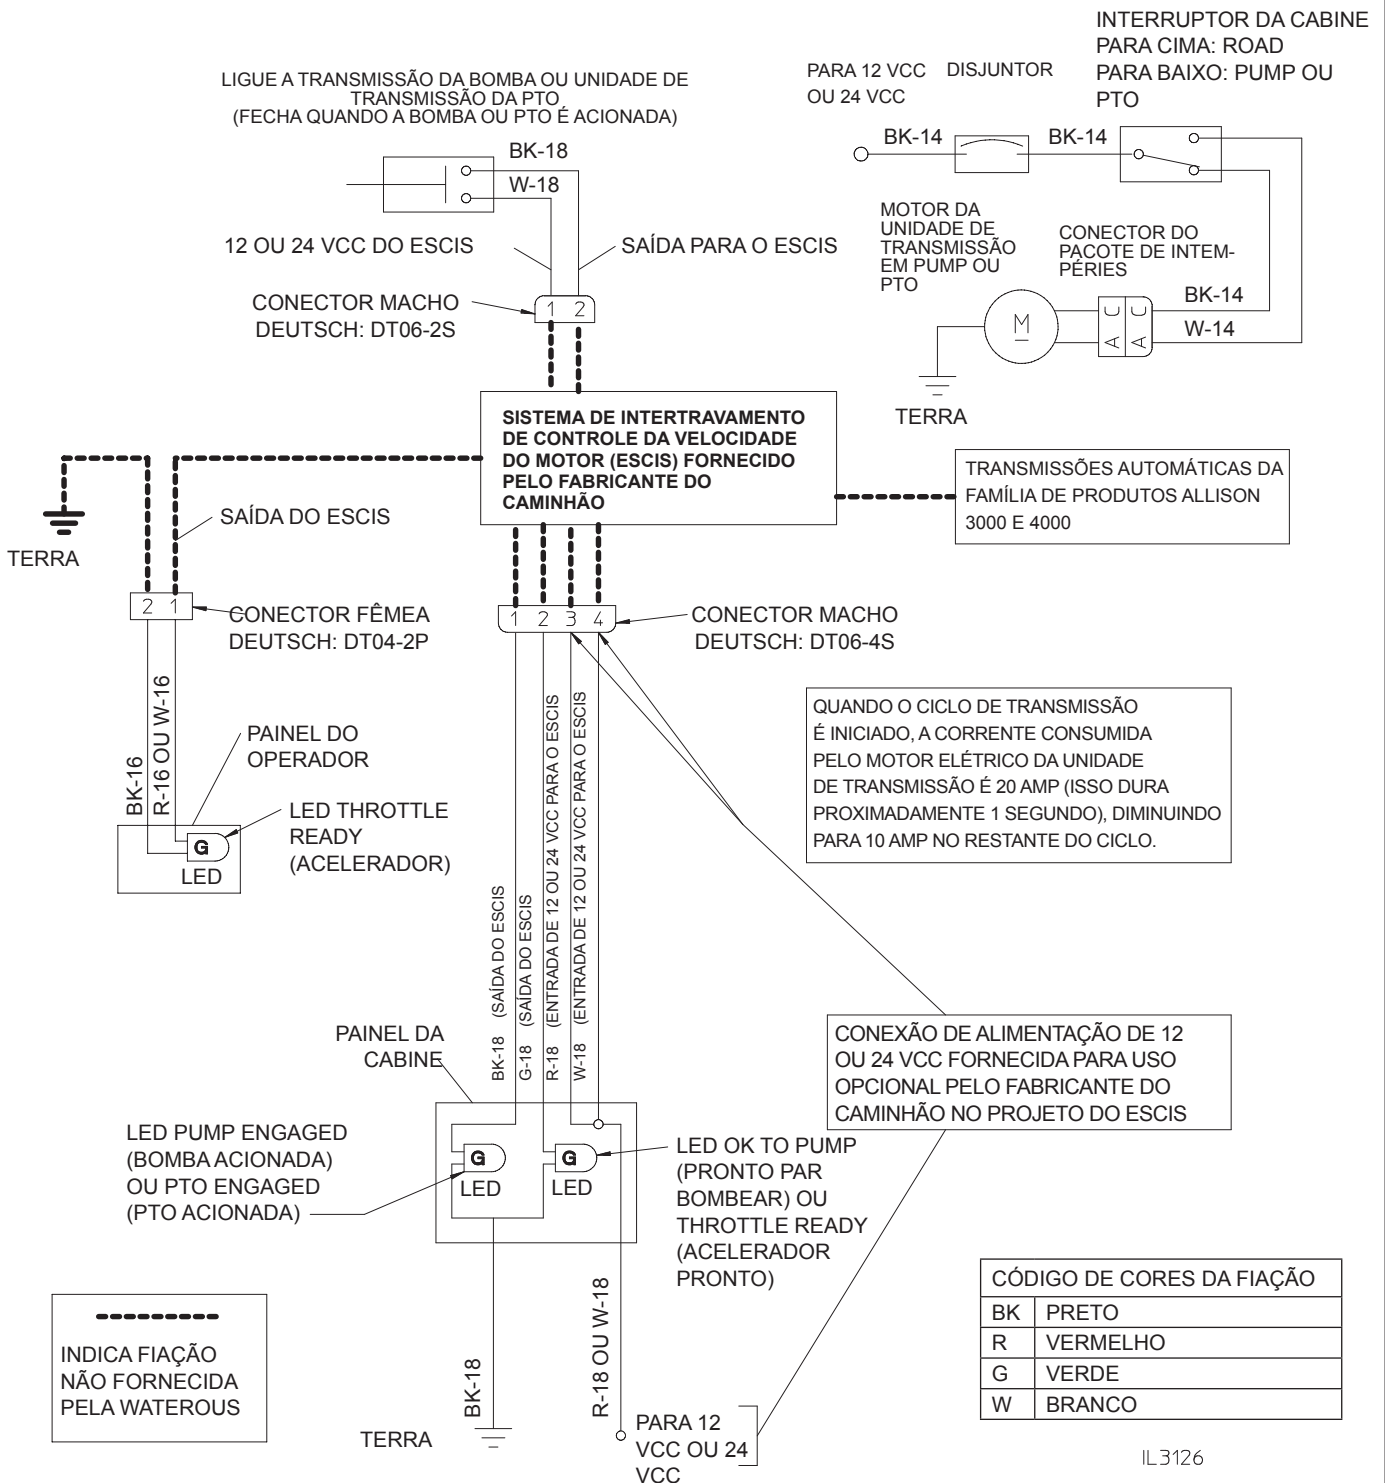 INTERRUPTOR DA CABINE
PARA CIMA: ROAD
PARA BAIXO: PUMP OU
PTO
PARA 12 VCC
OU 24 VCC
DISJUNTOR
LIGUE A TRANSMISSÃO DA BOMBA OU UNIDADE DE
TRANSMISSÃO DA PTO
(FECHA QUANDO A BOMBA OU PTO É ACIONADA)
BK-14
BK-14
BK-18
W-18
MOTOR DA
UNIDADE DE
TRANSMISSÃO
EM PUMP OU
PTO
CONECTOR DO
PACOTE DE INTEM-
PÉRIES
12 OU 24 VCC DO ESCIS
SAÍDA PARA O ESCIS
BK-14
W-14
CONECTOR MACHO
DEUTSCH: DT06-2S
1 2
M
A C
A C
TERRA
SISTEMA DE INTERTRAVAMENTO
DE CONTROLE DA VELOCIDADE
DO MOTOR (ESCIS) FORNECIDO
PELO FABRICANTE DO
CAMINHÃO
TRANSMISSÕES AUTOMÁTICAS DA
FAMÍLIA DE PRODUTOS ALLISON
3000 E 4000
SAÍDA DO ESCIS
TERRA
2 1
CONECTOR FÊMEA
DEUTSCH: DT04-2P
1 2 3 4
CONECTOR MACHO
DEUTSCH: DT06-4S
BK-16
R-16 OU W-16
PAINEL DO
OPERADOR
LED THROTTLE
READY
(ACELERADOR)
G
LED
QUANDO O CICLO DE TRANSMISSÃO
É INICIADO, A CORRENTE CONSUMIDA
PELO MOTOR ELÉTRICO DA UNIDADE
DE TRANSMISSÃO É 20 AMP (ISSO DURA
PROXIMADAMENTE 1 SEGUNDO), DIMINUINDO
PARA 10 AMP NO RESTANTE DO CICLO.
BK-18 (SAÍDA DO ESCIS
G-18 (SAÍDA DO ESCIS
R-18 (ENTRADA DE 12 OU 24 VCC PARA O ESCIS
W-18 (ENTRADA DE 12 OU 24 VCC PARA O ESCIS
PAINEL DA
CABINE
CONEXÃO DE ALIMENTAÇÃO DE 12
OU 24 VCC FORNECIDA PARA USO
OPCIONAL PELO FABRICANTE DO
CAMINHÃO NO PROJETO DO ESCIS
LED PUMP ENGAGED
(BOMBA ACIONADA)
OU PTO ENGAGED
(PTO ACIONADA)
G
LED
G
LED
LED OK TO PUMP
(PRONTO PAR
BOMBEAR) OU
THROTTLE READY
(ACELERADOR
PRONTO)
INDICA FIAÇÃO
NÃO FORNECIDA
PELA WATEROUS
BK-18
TERRA
R-18 OU W-18
PARA 12
VCC OU 24
VCC
CÓDIGO DE CORES DA FIAÇÃO
BK PRETO
R VERMELHO
G VERDE
W BRANCO
IL3126